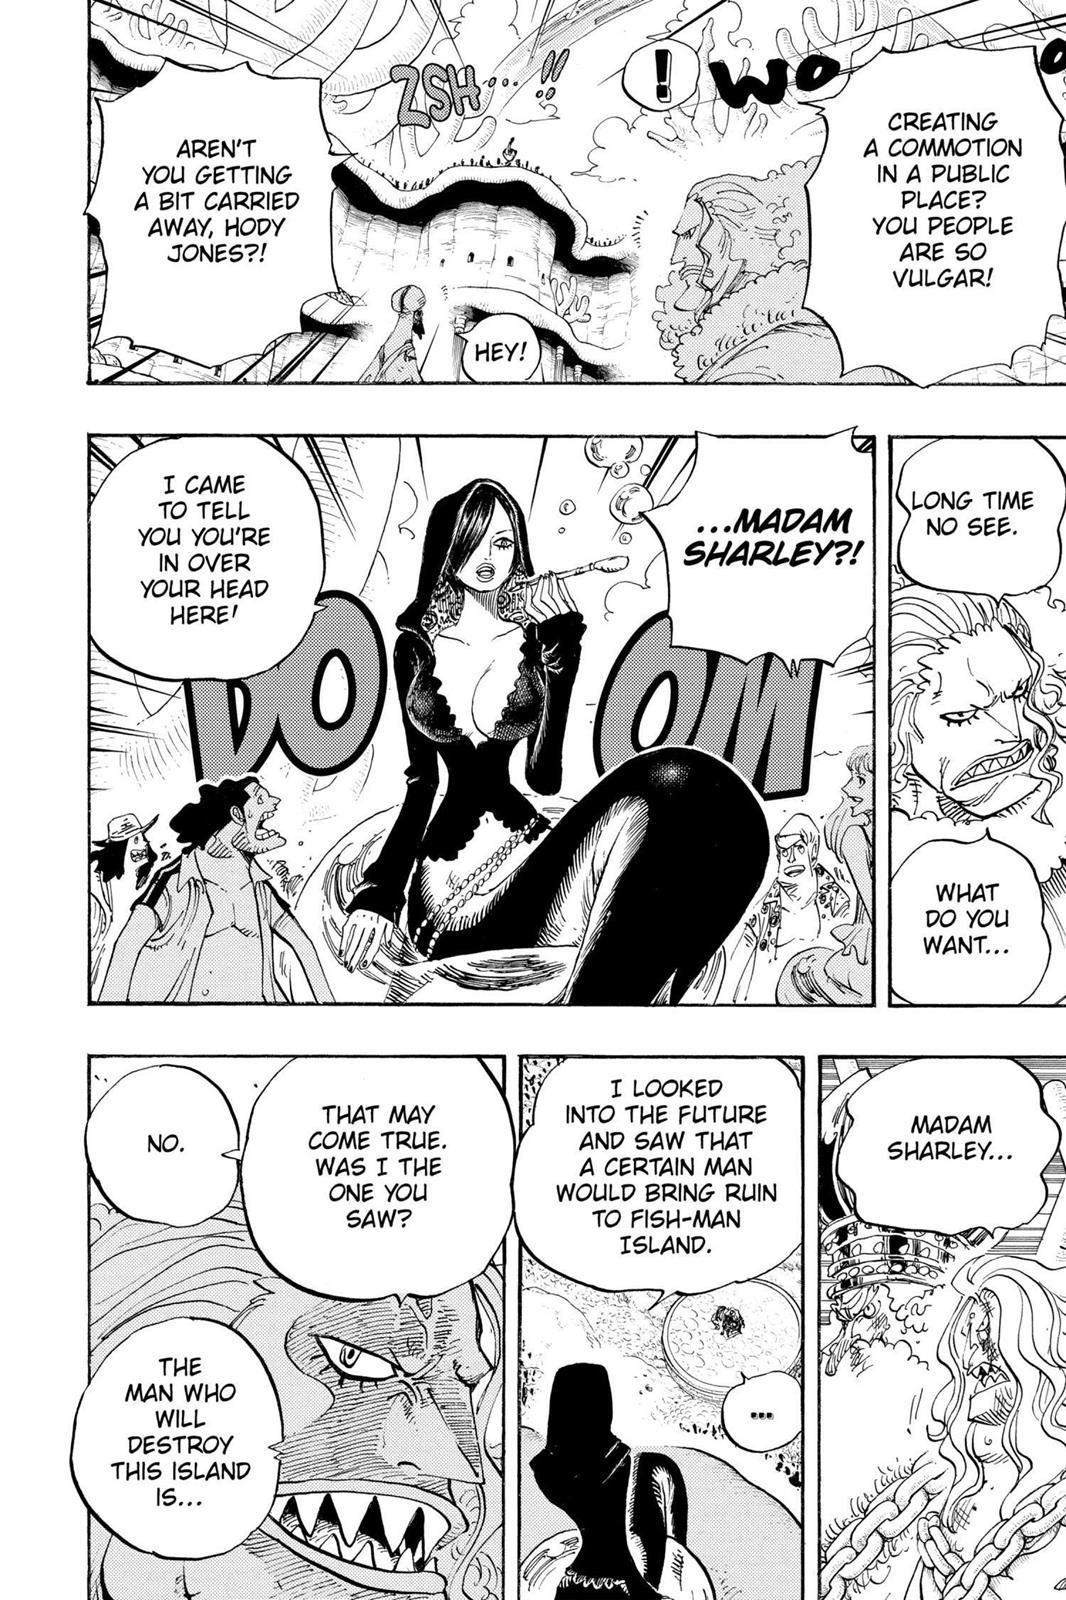 WO
O
CREATING
A COMMOTION
IN A PUBLIC
PLACE?
YOU PEOPLE
ARE SO
VULGAR!
!
ZSH...!!
HEY!
AREN'T
YOU GETTING
A BIT CARRIED
AWAY, HODY
JONES?!
LONG TIME
NO SEE.
WHAT
DO YOU
WANT...
...MADAM
SHARLEY?!
DOOM
I CAME
TO TELL
YOU YOU'RE
IN OVER
YOUR HEAD
HERE!
MADAM
SHARLEY...
I LOOKED
INTO THE FUTURE
AND SAW THAT
A CERTAIN MAN
WOULD BRING RUIN
TO FISH-MAN
ISLAND.
...
THAT MAY
COME TRUE.
WAS I THE
ONE YOU
SAW?
NO.
THE
MAN WHO
WILL
DESTROY
THIS ISLAND
IS...